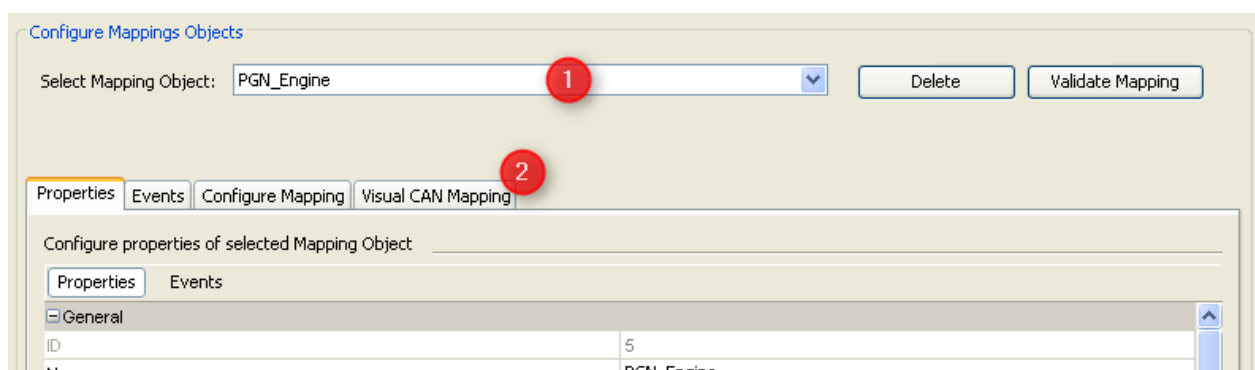 Configure Mappings Objects
Select Mapping Object: PGN_Engine 1 Delete Validate Mapping
2
Properties Events Configure Mapping Visual CAN Mapping
Configure properties of selected Mapping Object
Properties Events
General
ID 5
PGN_Engine